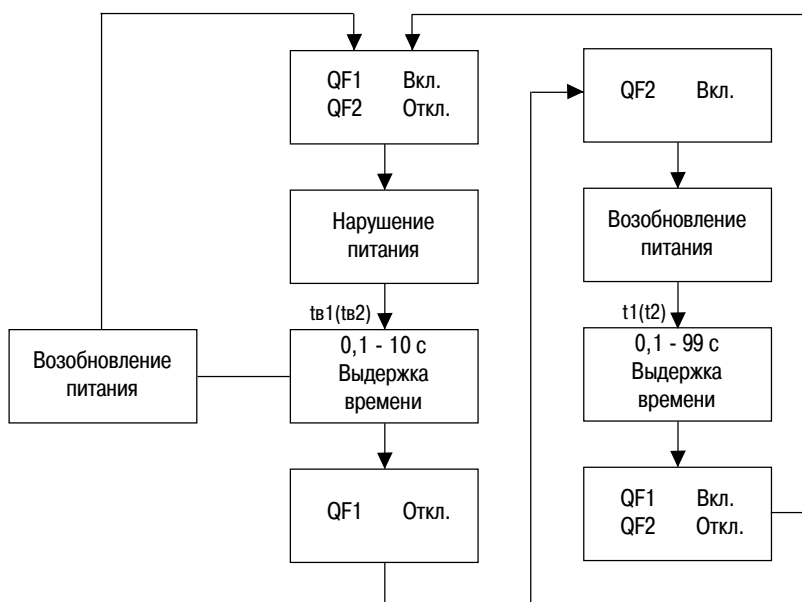 QF1 Вкл.
QF2 Откл.
Нарушение
питания
tв1(tв2)
0,1 - 10 с
Выдержка
времени
Возобновление
питания
QF1 Откл.
QF2 Вкл.
Возобновление
питания
t1(t2)
0,1 - 99 с
Выдержка
времени
QF1 Вкл.
QF2 Откл.